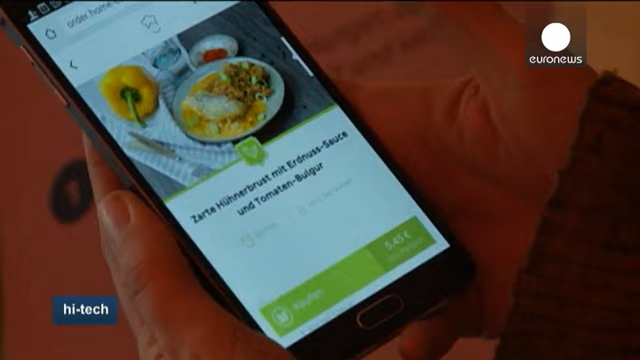 order.home
euronews
Zarte Hühnerbrust mit Erdnuss-Sauce
und Tomaten-Bulgur
5,45 €
Kaufen
hi-tech